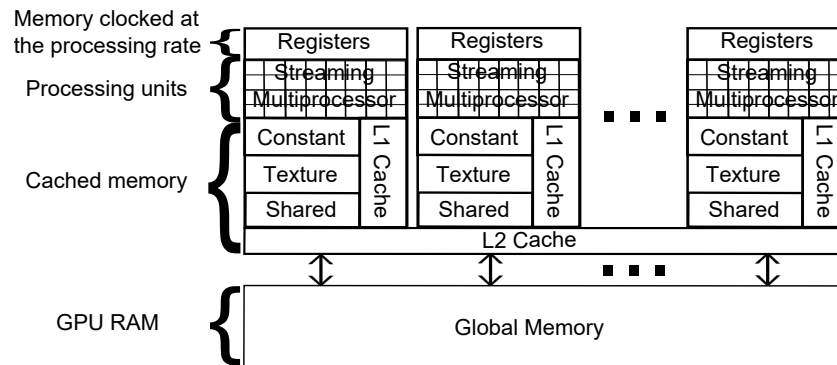 Memory clocked at
the processing rate
Registers
Registers
Registers
Processing units
Streaming
Multiprocessor
Streaming
Multiprocessor
Streaming
Multiprocessor
Cached memory
Constant
Texture
Shared
L1 Cache
Constant
Texture
Shared
L1 Cache
Constant
Texture
Shared
L1 Cache
L2 Cache
GPU RAM
Global Memory